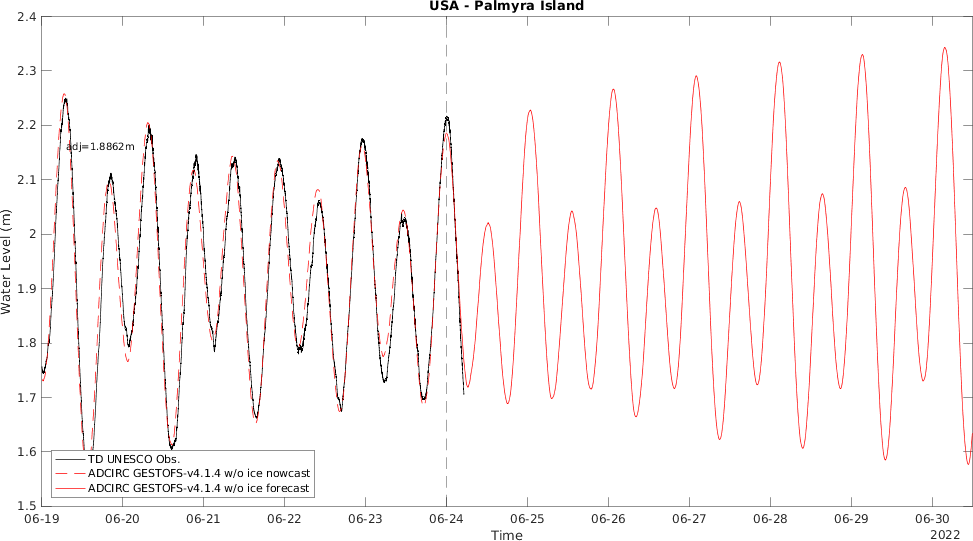 USA - Palmyra Island
2.4
2.3
2.2
2.1
2
1.9
1.8
1.7
1.6
1.5
Water Level (m)
adj=1.8862m
TD UNESCO Obs.
ADCIRC GESTOFS-v4.1.4 w/o ice nowcast
ADCIRC GESTOFS-v4.1.4 w/o ice forecast
06-19 06-20 06-21 06-22 06-23 06-24 06-25 06-26 06-27 06-28 06-29 06-30
2022
Time